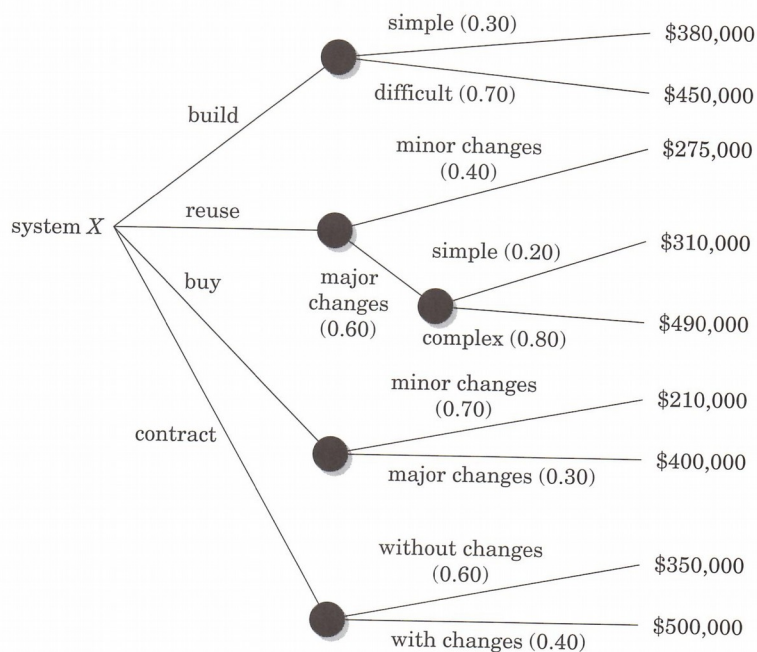 simple (0.30)
$380,000
difficult (0.70)
$450,000
build
minor changes
(0.40)
$275,000
system X
reuse
simple (0.20)
$310,000
major
changes
(0.60)
complex (0.80)
$490,000
buy
minor changes
(0.70)
$210,000
contract
major changes (0.30)
$400,000
without changes
(0.60)
$350,000
with changes (0.40)
$500,000